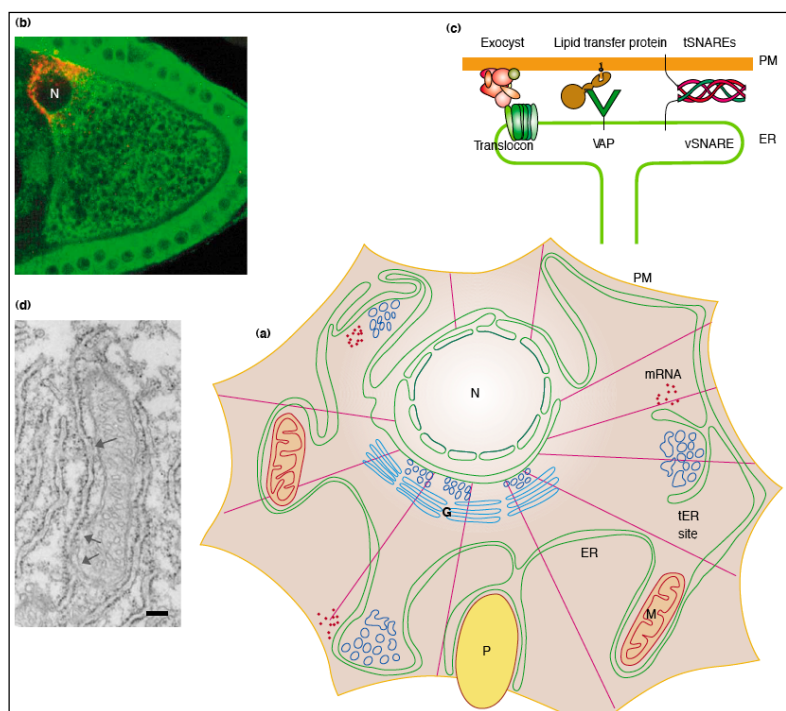 (b)
N
(c)
Exocyst
Lipid transfer protein
tSNAREs
PM
Translocon
VAP
vSNARE
ER
(d)
(a)
PM
N
mRNA
G
tER
site
ER
M
P